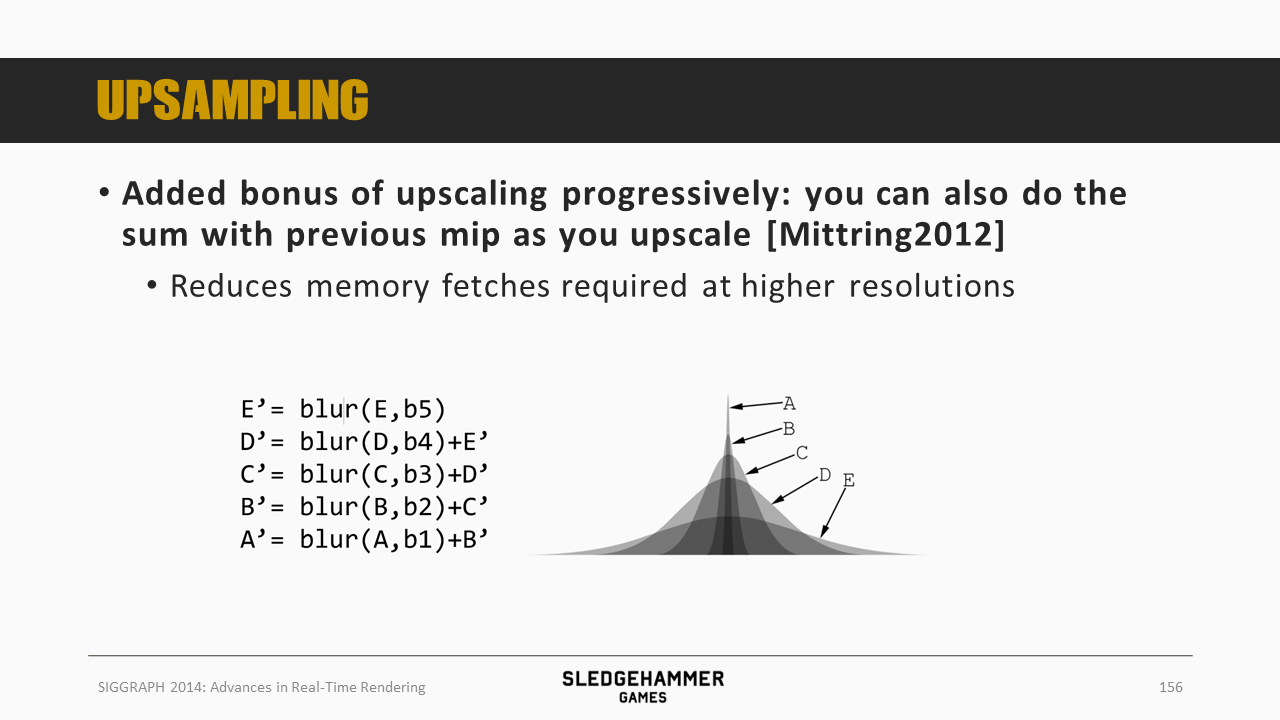 UPSAMPLING
• Added bonus of upscaling progressively: you can also do the
sum with previous mip as you upscale [Mittring2012]
• Reduces memory fetches required at higher resolutions
E’= blur(E,b5)
D’= blur(D,b4)+E’
C’= blur(C,b3)+D’
B’= blur(B,b2)+C’
A’= blur(A,b1)+B’
A
B
C
D
E
SIGGRAPH 2014: Advances in Real-Time Rendering
SLEDGEHAMMER
GAMES
156